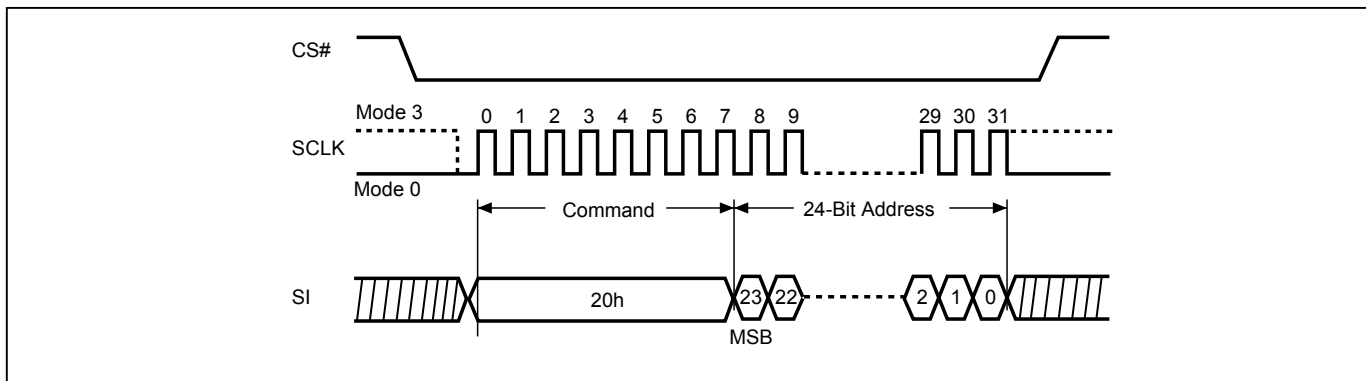 CS#
Mode 3
0 1 2 3 4 5 6 7 8 9 29 30 31
SCLK
Mode 0
Command 24-Bit Address
SI 20h 23 22 2 1 0
MSB